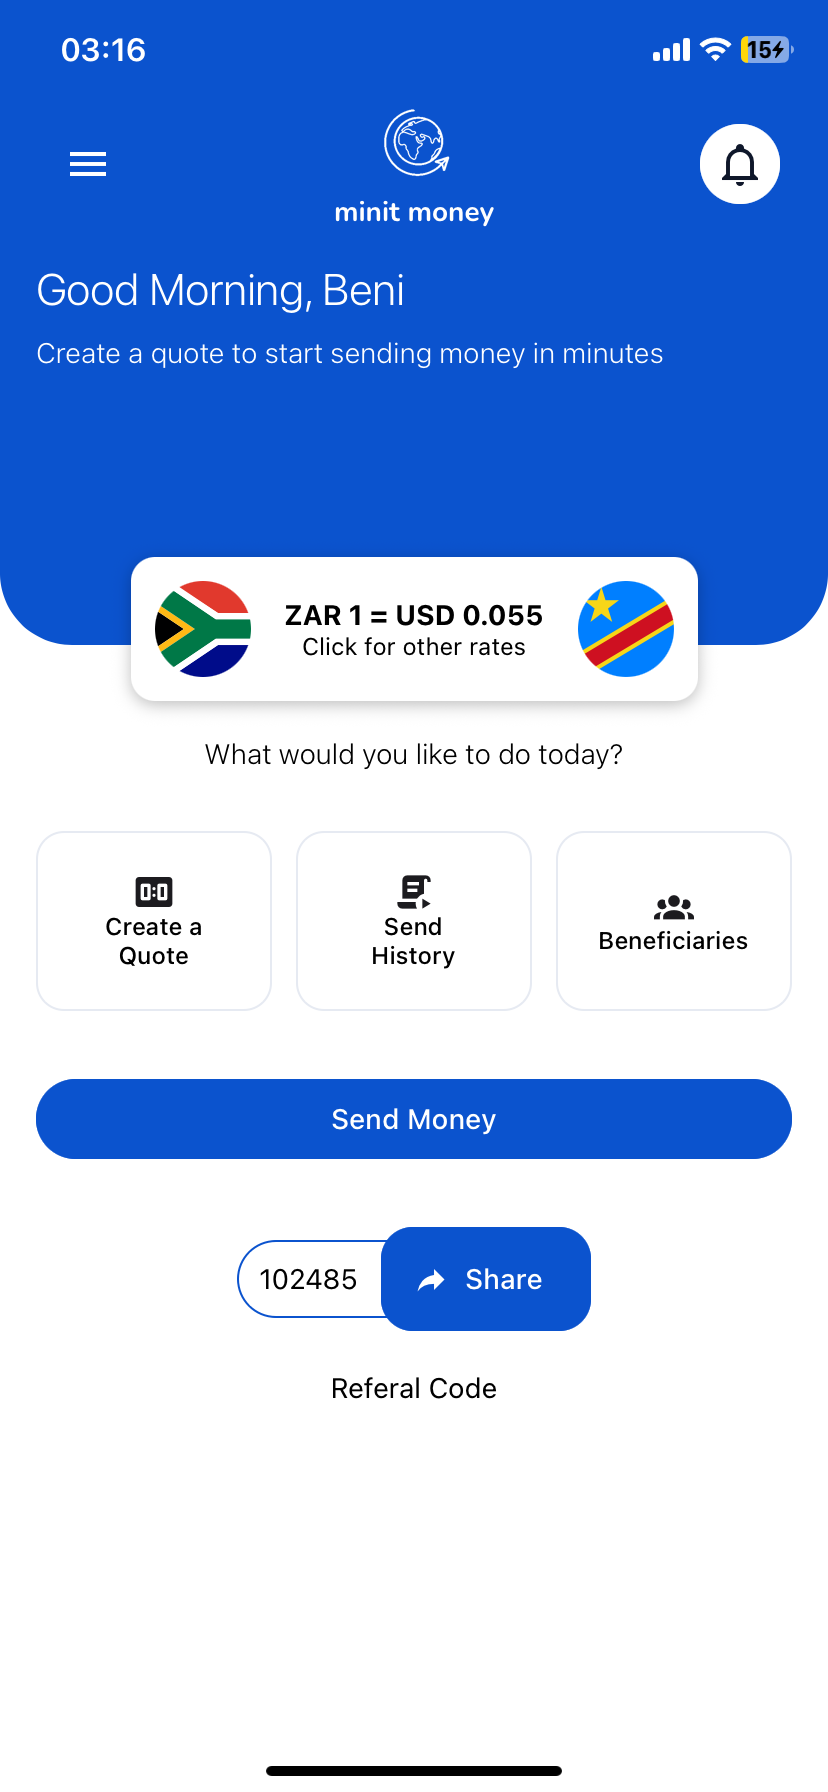 03:16
15
minit money
Good Morning, Beni
Create a quote to start sending money in minutes
ZAR 1 = USD 0.055
Click for other rates
What would you like to do today?
Create a
Quote
Send
History
Beneficiaries
Send Money
102485
Share
Referal Code